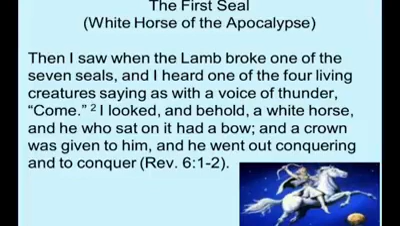 The First Seal
(White Horse of the Apocalypse)
Then I saw when the Lamb broke one of the
seven seals, and I heard one of the four living
creatures saying as with a voice of thunder,
“Come.” ² I looked, and behold, a white horse,
and he who sat on it had a bow; and a crown
was given to him, and he went out conquering
and to conquer (Rev. 6:1-2).